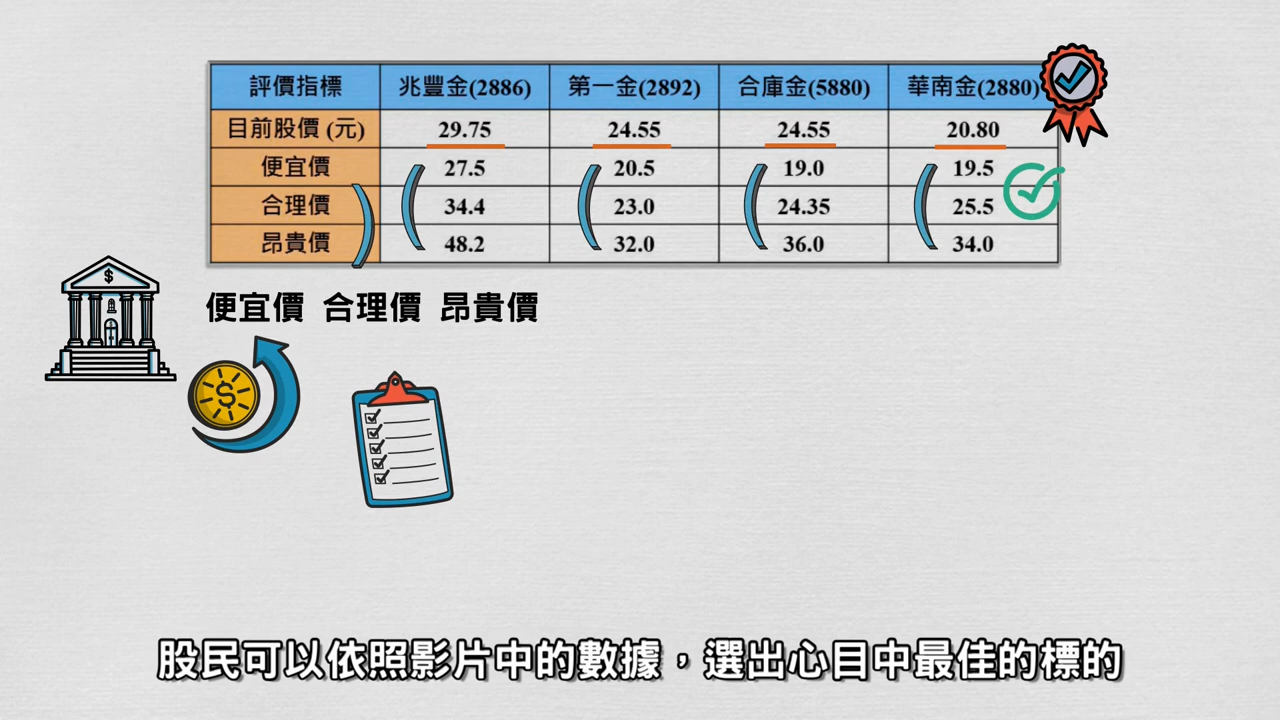 評價指標 兆豐金(2886) 第一金(2892) 合庫金(5880) 華南金(2880)
目前股價 (元) 29.75 24.55 24.55 20.80
便宜價 27.5 20.5 19.0 19.5
合理價 34.4 23.0 24.35 25.5
昂貴價 48.2 32.0 36.0 34.0
$
便宜價 合理價 昂貴價
$
股民可以依照影片中的數據，選出心目中最佳的標的